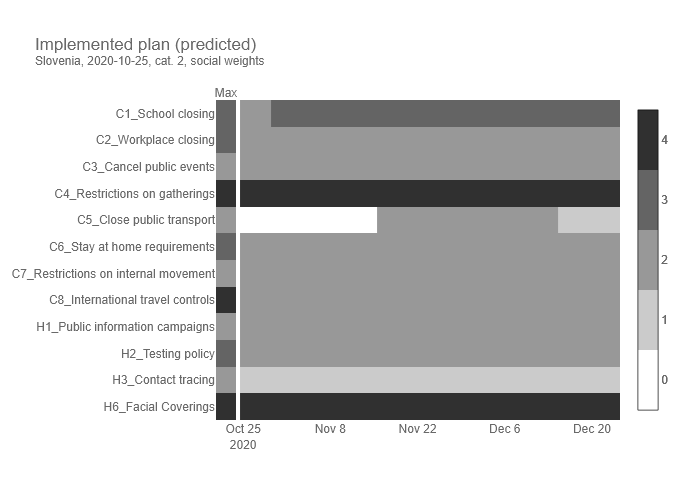 Implemented plan (predicted)
Slovenia, 2020-10-25, cat. 2, social weights
Max
C1_School closing
C2_Workplace closing
C3_Cancel public events
C4_Restrictions on gatherings
C5_Close public transport
C6_Stay at home requirements
C7_Restrictions on internal movement
C8_International travel controls
H1_Public information campaigns
H2_Testing policy
H3_Contact tracing
H6_Facial Coverings
Oct 25 Nov 8 Nov 22 Dec 6 Dec 20
2020
4
3
2
1
0